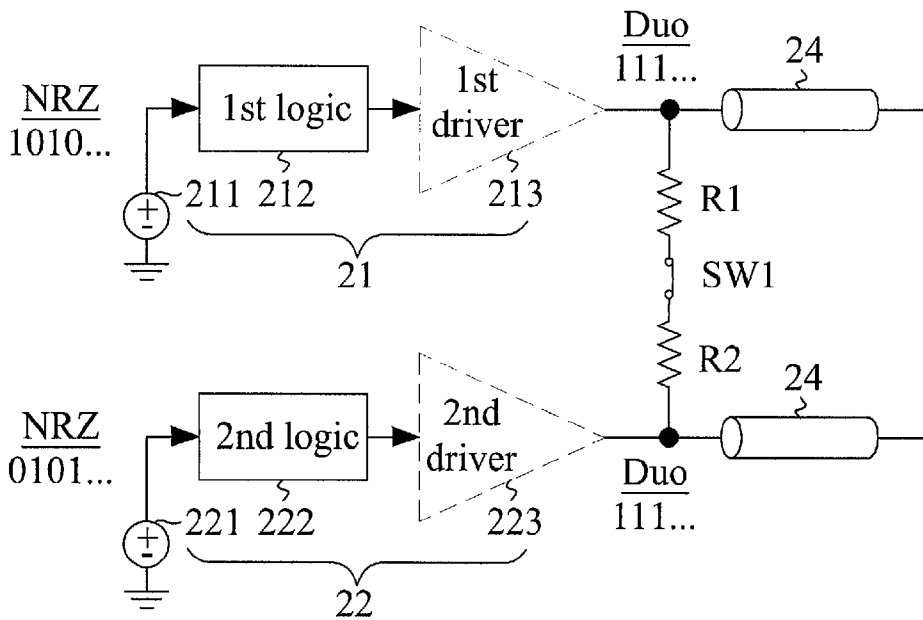 Duo
111...
24
NRZ
1010...
1st logic
1st
driver
211
212
213
R1
21
SW1
R2
NRZ
0101...
2nd logic
2nd
driver
24
Duo
111...
221
222
223
22
+
-
+
-